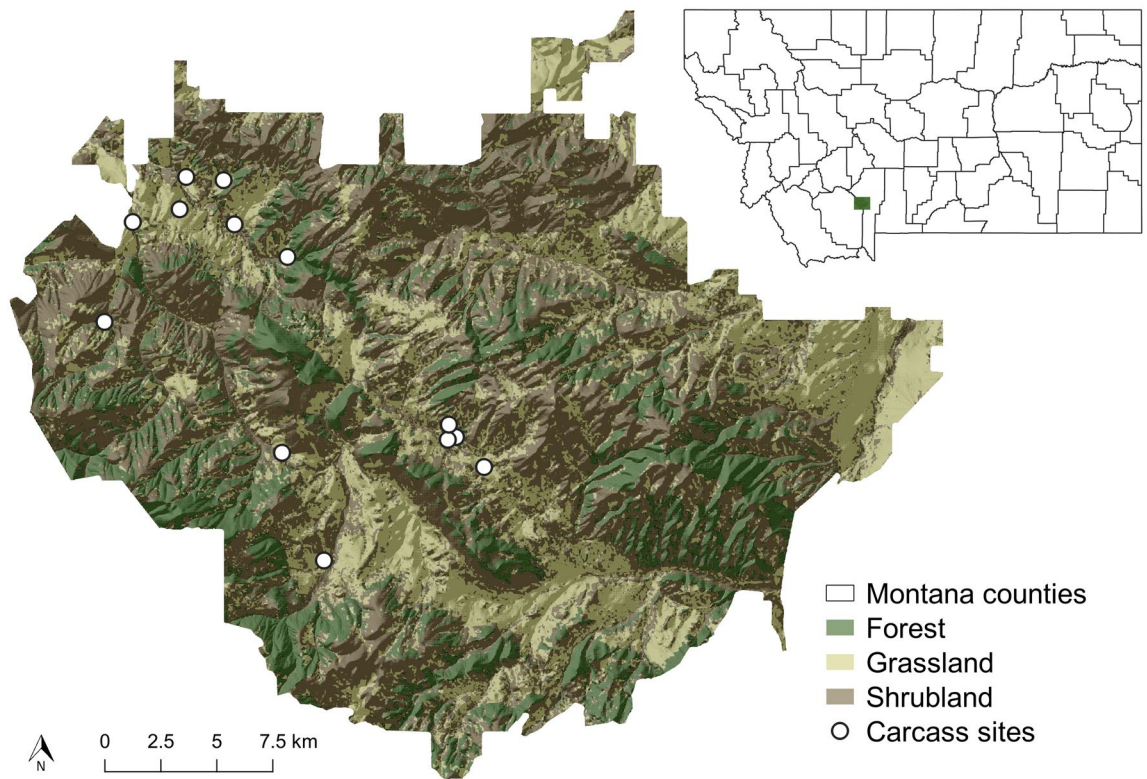 Montana counties
Forest
Grassland
Shrubland
Carcass sites
N
0 2.5 5 7.5 km